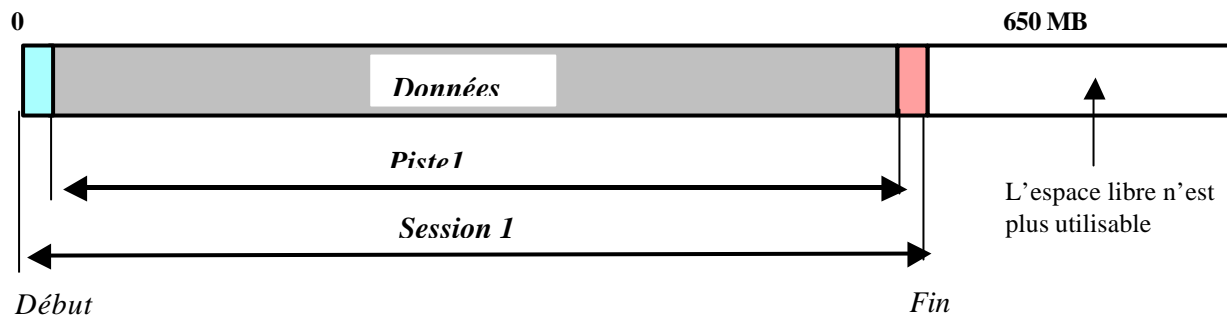 0
650 MB
Données
Piste1
L'espace libre n'est
plus utilisable
Session 1
Début
Fin